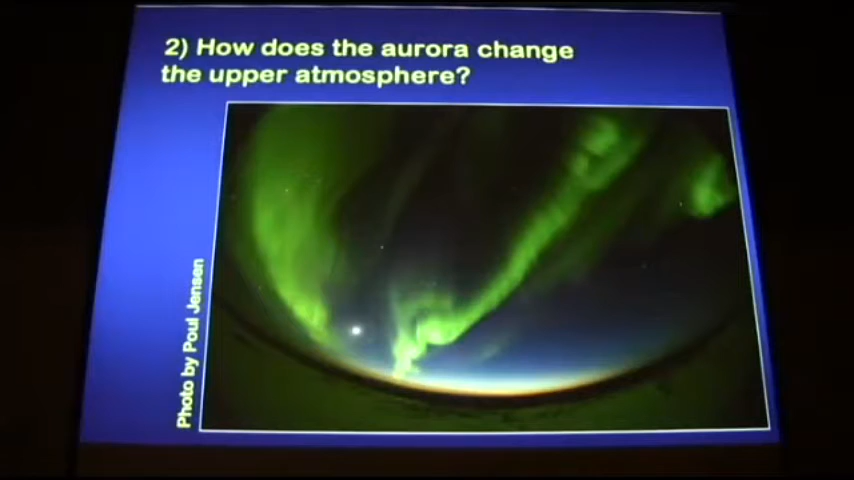 2) How does the aurora change
the upper atmosphere?
Photo by Poul Jensen